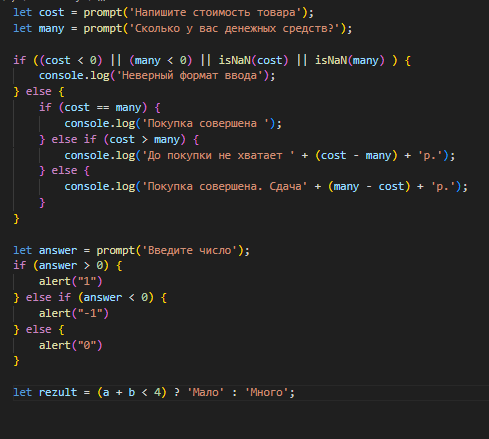 let cost = prompt('Напишите стоимость товара');
let many = prompt('Сколько у вас денежных средств?');
if ((cost < 0) || (many < 0) || isNaN(cost) || isNaN(many) ) {
console.log('Неверный формат ввода');
} else {
if (cost == many) {
console.log('Покупка совершена ');
} else if (cost > many) {
console.log('До покупки не хватает ' + (cost - many) + 'р.');
} else {
console.log('Покупка совершена. Сдача' + (many - cost) + 'р.');
}
}
let answer = prompt('Введите число');
if (answer > 0) {
alert("1")
} else if (answer < 0) {
alert("-1")
} else {
alert("0")
}
let rezult = (a + b < 4) ? 'Мало' : 'Много';